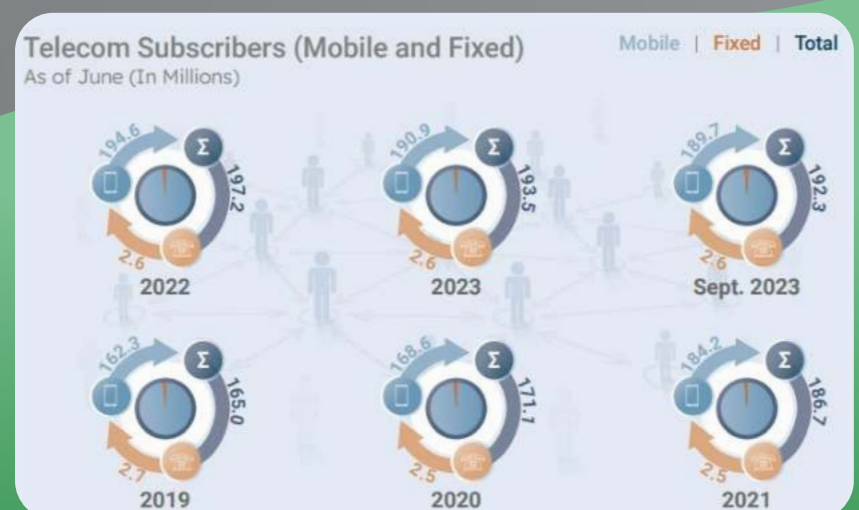 Telecom Subscribers (Mobile and Fixed)
Mobile | Fixed | Total
As of June (In Millions)
194.6
Σ
197.2
2.6
2022
190.9
Σ
193.5
2.6
2023
189.7
Σ
192.3
2.6
Sept. 2023
162.3
Σ
165.0
2.7
2019
168.6
Σ
171.1
2.5
2020
184.2
Σ
186.7
2.5
2021